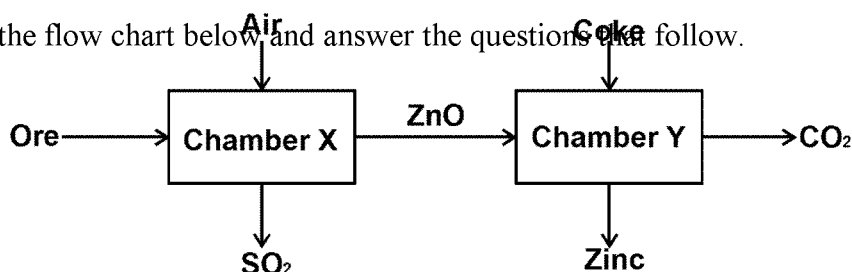 Air Coke
the flow chart below and answer the questions that follow.
ZnO
Ore Chamber X Chamber Y CO₂
SO₂ Zinc